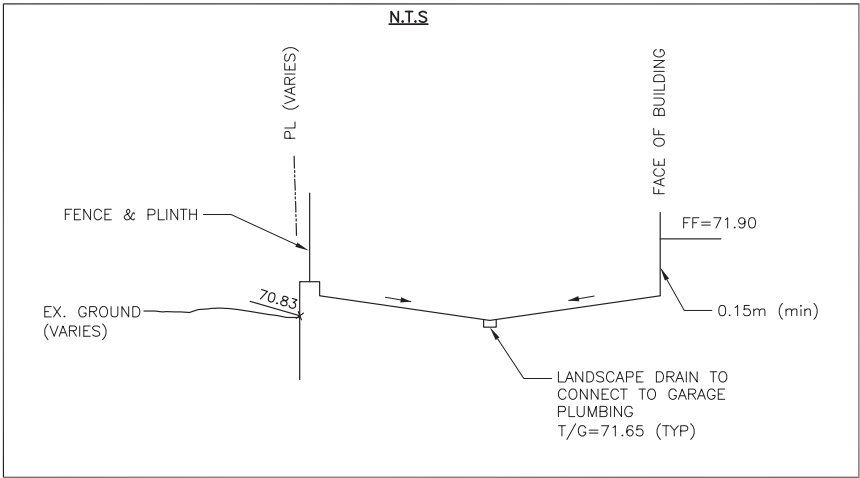 N.T.S
PL (VARIES)
FACE OF BUILDING
FENCE & PLINTH
FF=71.90
70.83
EX. GROUND
(VARIES)
0.15m (min)
LANDSCAPE DRAIN TO
CONNECT TO GARAGE
PLUMBING
T/G=71.65 (TYP)